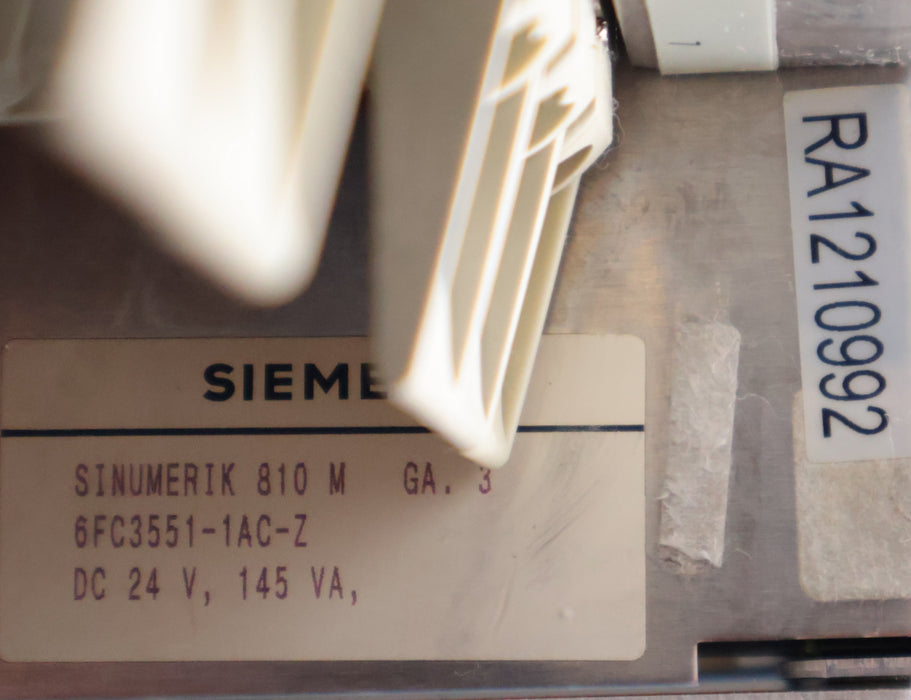 SIEME
SINUMERIK 810 M GA. 3
6FC3551-1AC-Z
DC 24 V, 145 VA,
RA1210992